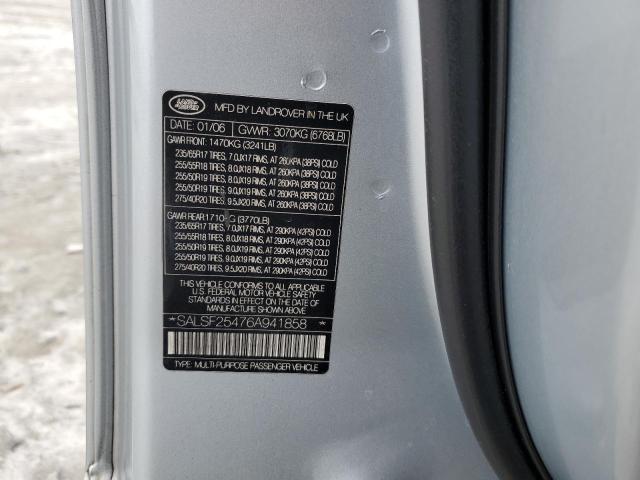 LAND ROVER
MFD BY LANDROVER IN THE UK
DATE: 01/06 GVWR: 3070KG (6768LB)
GAWR FRONT: 1470KG (3241LB)
235/65R17 TIRES, 7.0JX17 RIMS, AT 260KPA (38PSI) COLD
255/55R18 TIRES, 8.0JX18 RIMS, AT 260KPA (38PSI) COLD
255/50R19 TIRES, 8.0JX19 RIMS, AT 260KPA (38PSI) COLD
255/50R19 TIRES, 9.0JX19 RIMS, AT 260KPA (38PSI) COLD
275/40R20 TIRES, 9.5JX20 RIMS, AT 260KPA (38PSI) COLD
GAWR REAR: 1710KG (3770LB)
235/65R17 TIRES, 7.0JX17 RIMS, AT 290KPA (42PSI) COLD
255/55R18 TIRES, 8.0JX18 RIMS, AT 290KPA (42PSI) COLD
255/50R19 TIRES, 8.0JX19 RIMS, AT 290KPA (42PSI) COLD
255/50R19 TIRES, 9.0JX19 RIMS, AT 290KPA (42PSI) COLD
275/40R20 TIRES, 9.5JX20 RIMS, AT 290KPA (42PSI) COLD
THIS VEHICLE CONFORMS TO ALL APPLICABLE
U.S. FEDERAL MOTOR VEHICLE SAFETY
STANDARDS IN EFFECT ON THE DATE OF
MANUFACTURE SHOWN ABOVE
*SALSF25476A941858 *
TYPE: MULTI-PURPOSE PASSENGER VEHICLE